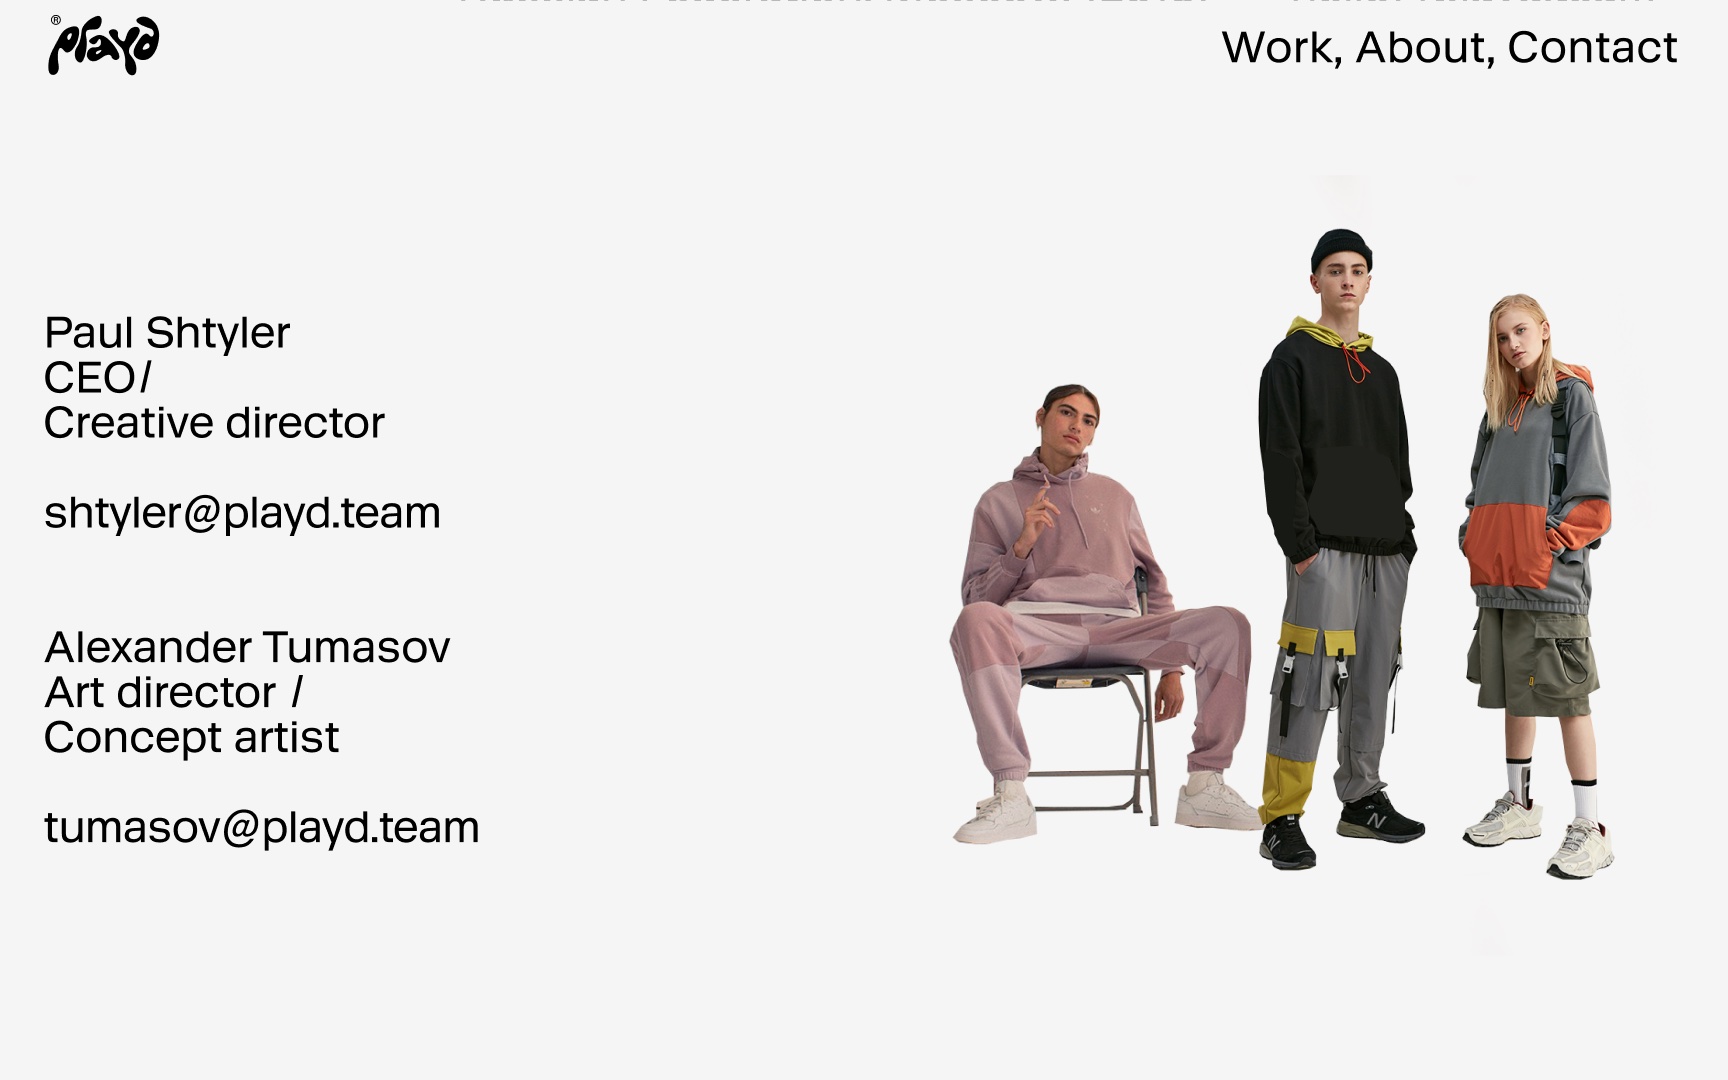 ® playd
Work, About, Contact
Paul Shtyler
CEO/
Creative director
shtyler@playd.team
Alexander Tumasov
Art director /
Concept artist
tumasov@playd.team
N
N